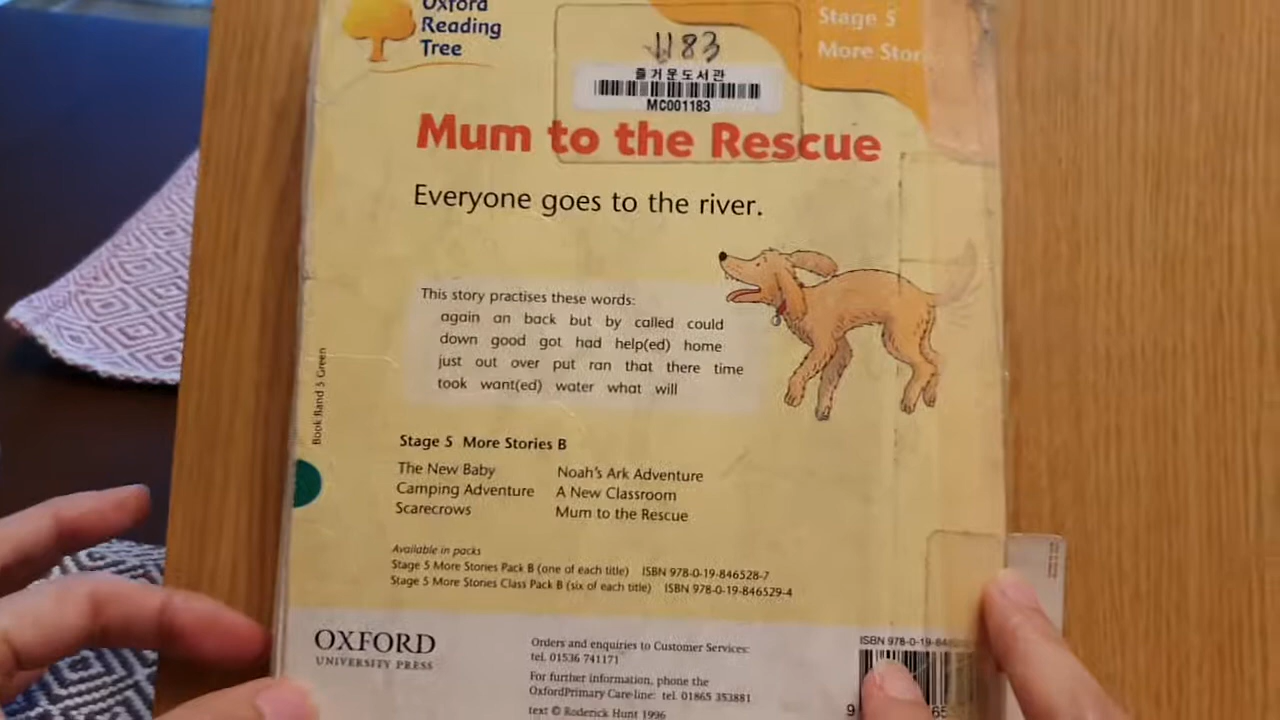 Oxford
Reading
Tree
1183
즐거운도서관
MC001183
Stage 5
More Stor
Mum to the Rescue
Everyone goes to the river.
This story practises these words:
again an back but by called could
down good got had help(ed) home
just out over put ran that there time
took want(ed) water what will
Book Band 5 Green
Stage 5 More Stories B
The New Baby
Camping Adventure
Scarecrows
Noah's Ark Adventure
A New Classroom
Mum to the Rescue
Available in packs
Stage 5 More Stories Pack B (one of each title) ISBN 978-0-19-846528-7
Stage 5 More Stories Class Pack B (six of each title) ISBN 978-0-19-846529-4
OXFORD
UNIVERSITY PRESS
Orders and enquiries to Customer Services:
tel. 01536 741171
For further information, phone the
OxfordPrimary Care-line: tel. 01865 353881
text © Roderick Hunt 1996
ISBN 978-0-19-846
9
65